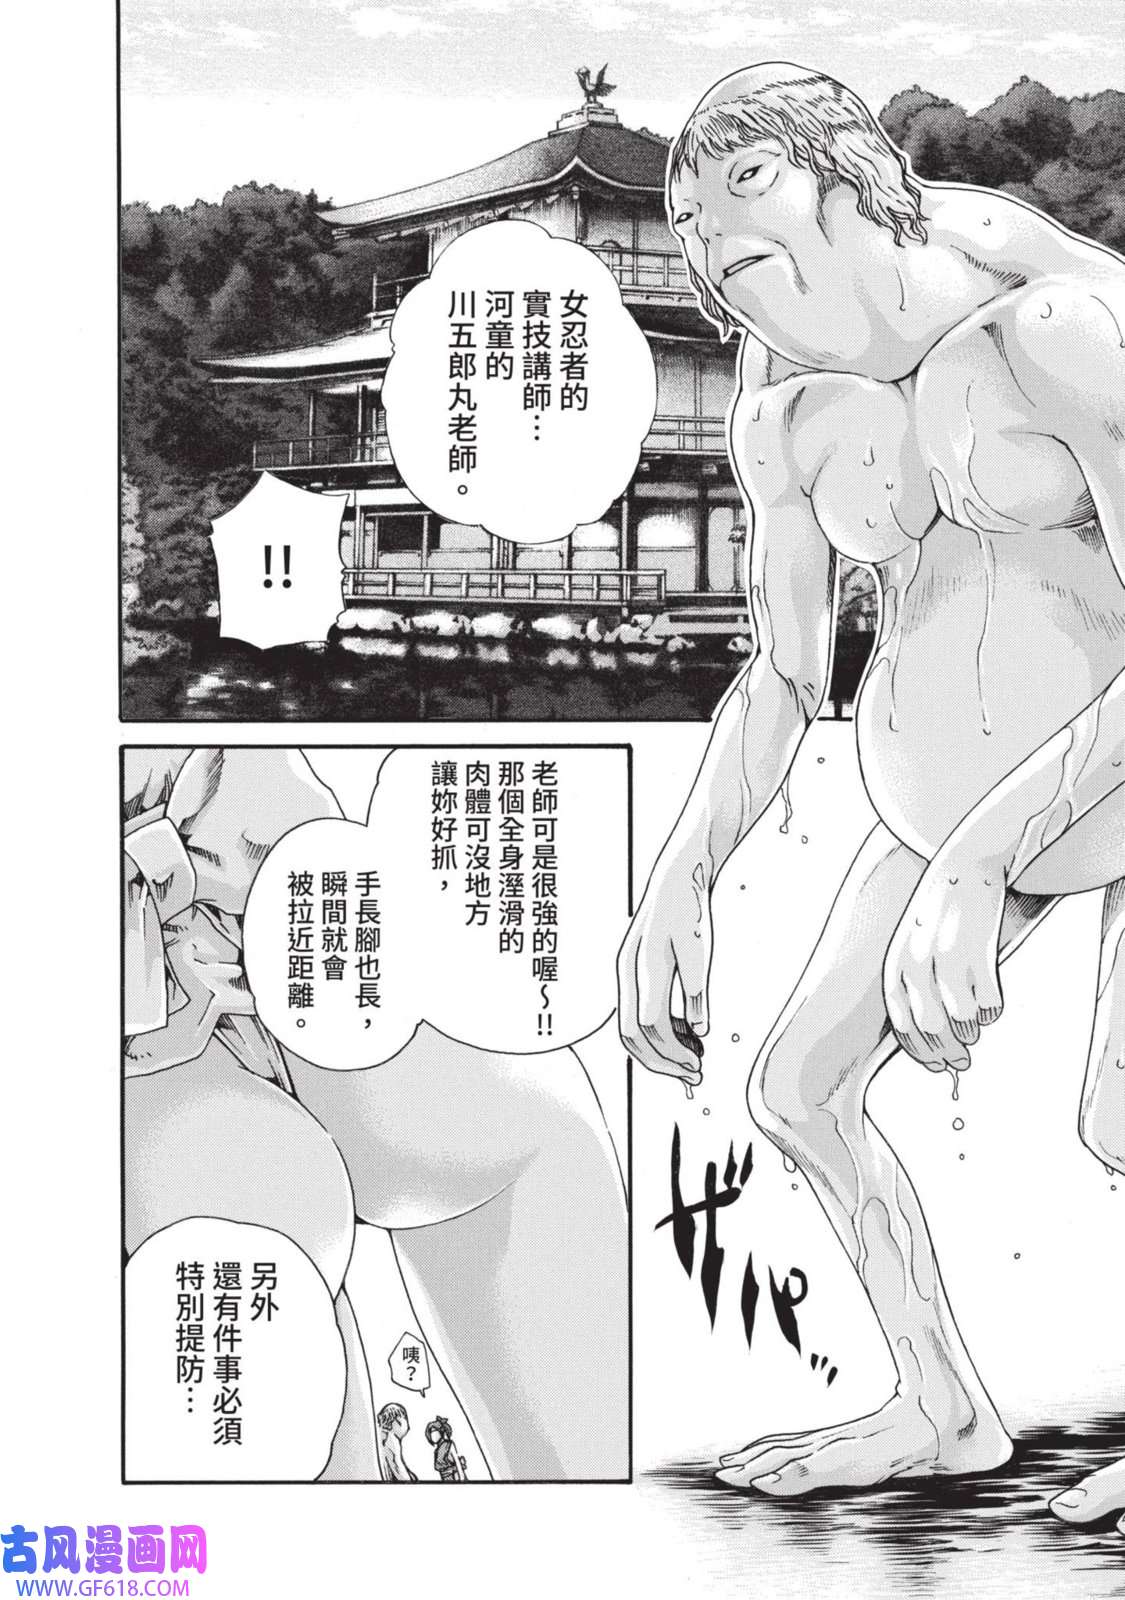 女忍者的
實技講師…
河童的
川五郎丸老師。
!!
老師可是很強的喔～!!
那個全身溼滑的
肉體可沒地方
讓妳好抓，
手長腳也長，
瞬間就會
被拉近距離。
ザパ
另外
還有件事必須
特別提防…
咦？
古风漫画网
WWW.GF618.COM